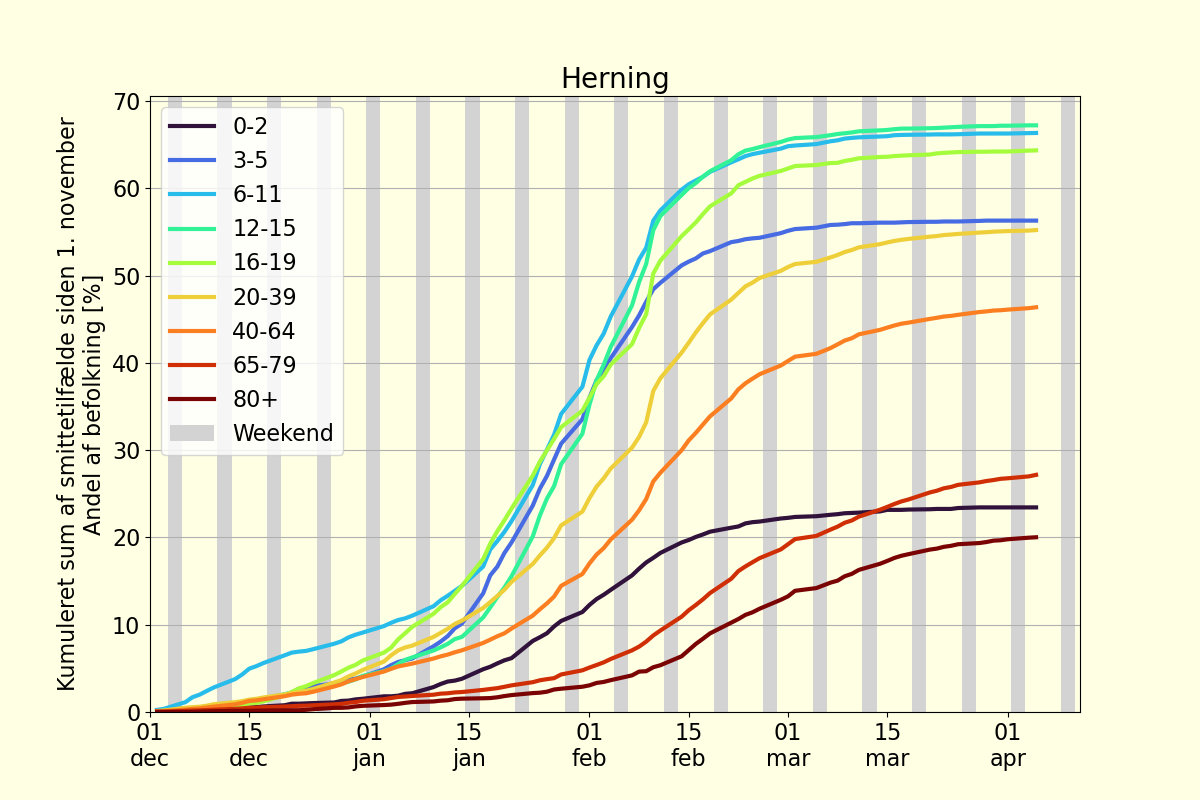 Herning
Kumuleret sum af smittetilfælde siden 1. november
Andel af befolkning [%]
70
60
50
40
30
20
10
0
0-2
3-5
6-11
12-15
16-19
20-39
40-64
65-79
80+
Weekend
01 15 01 15 01 15 01 15 01
dec dec jan jan feb feb mar mar apr